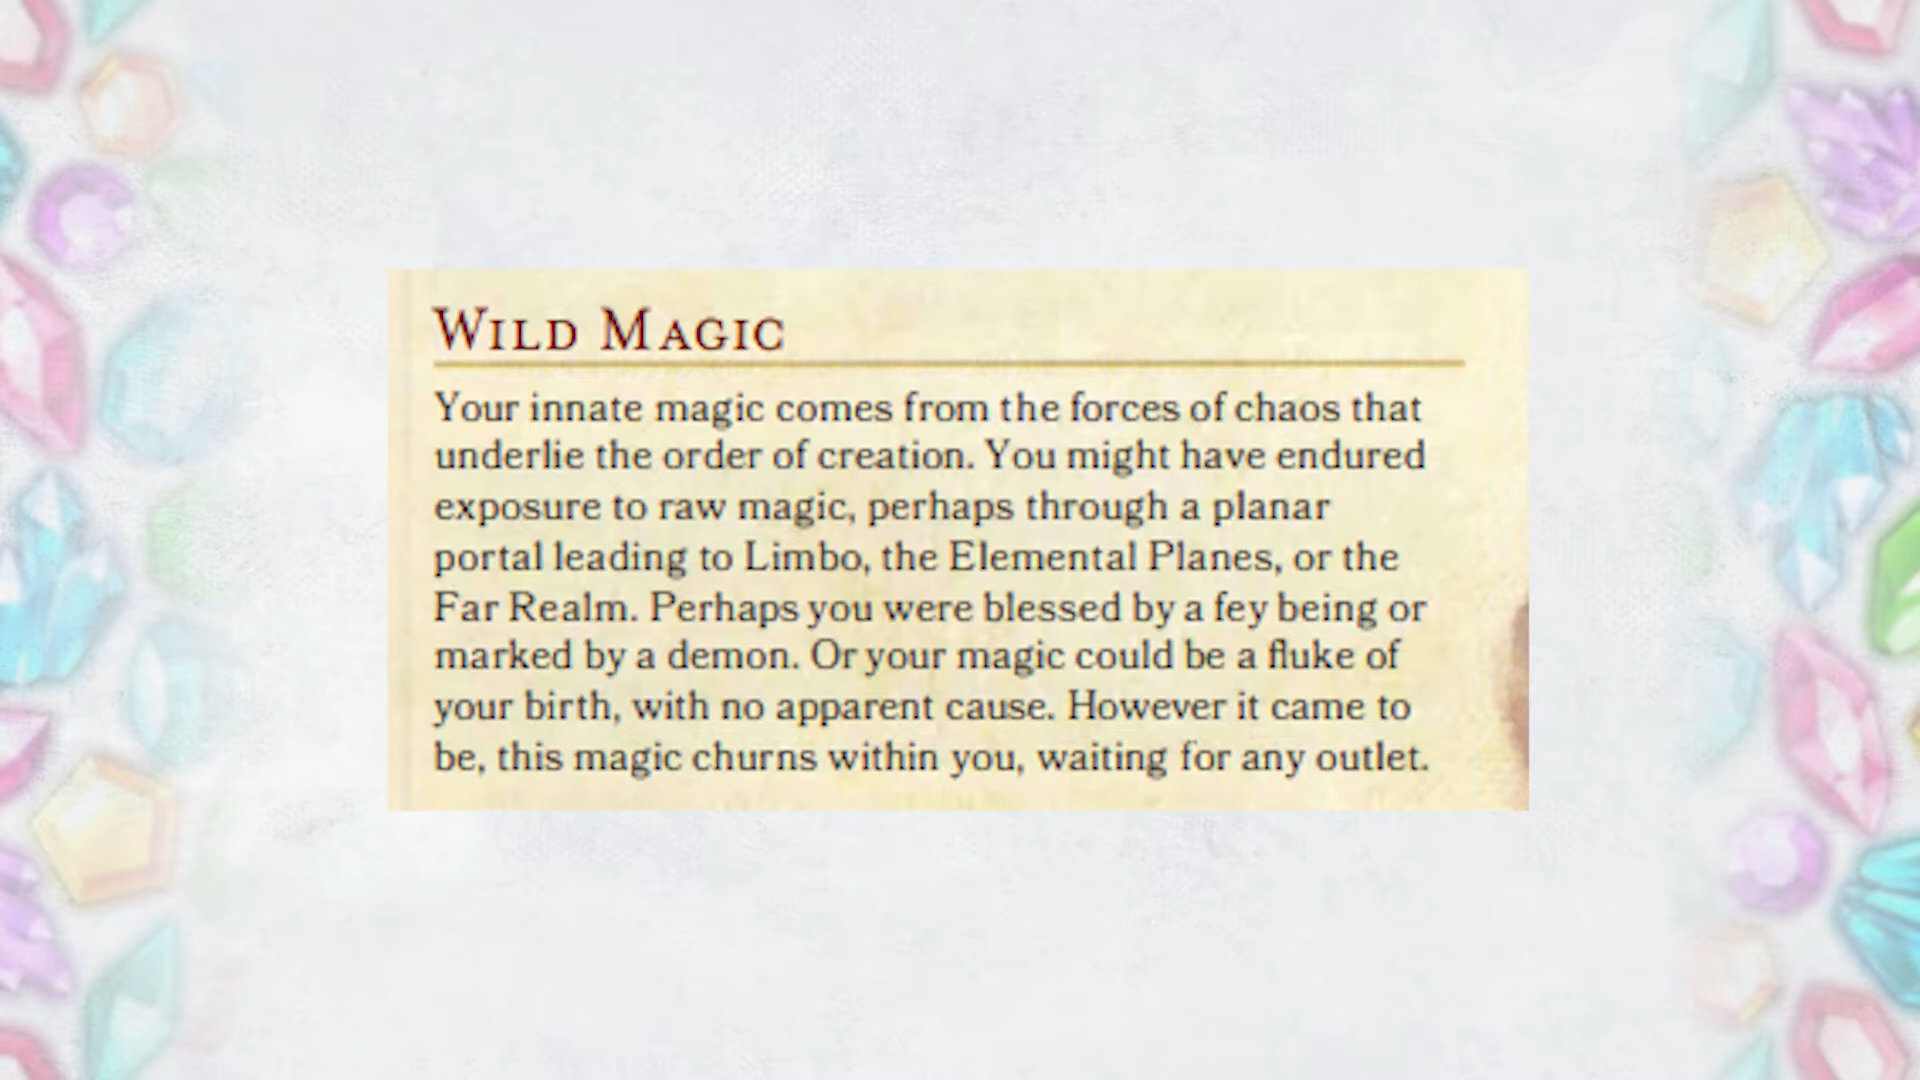 Wild Magic
Your innate magic comes from the forces of chaos that
underlie the order of creation. You might have endured
exposure to raw magic, perhaps through a planar
portal leading to Limbo, the Elemental Planes, or the
Far Realm. Perhaps you were blessed by a fey being or
marked by a demon. Or your magic could be a fluke of
your birth, with no apparent cause. However it came to
be, this magic churns within you, waiting for any outlet.